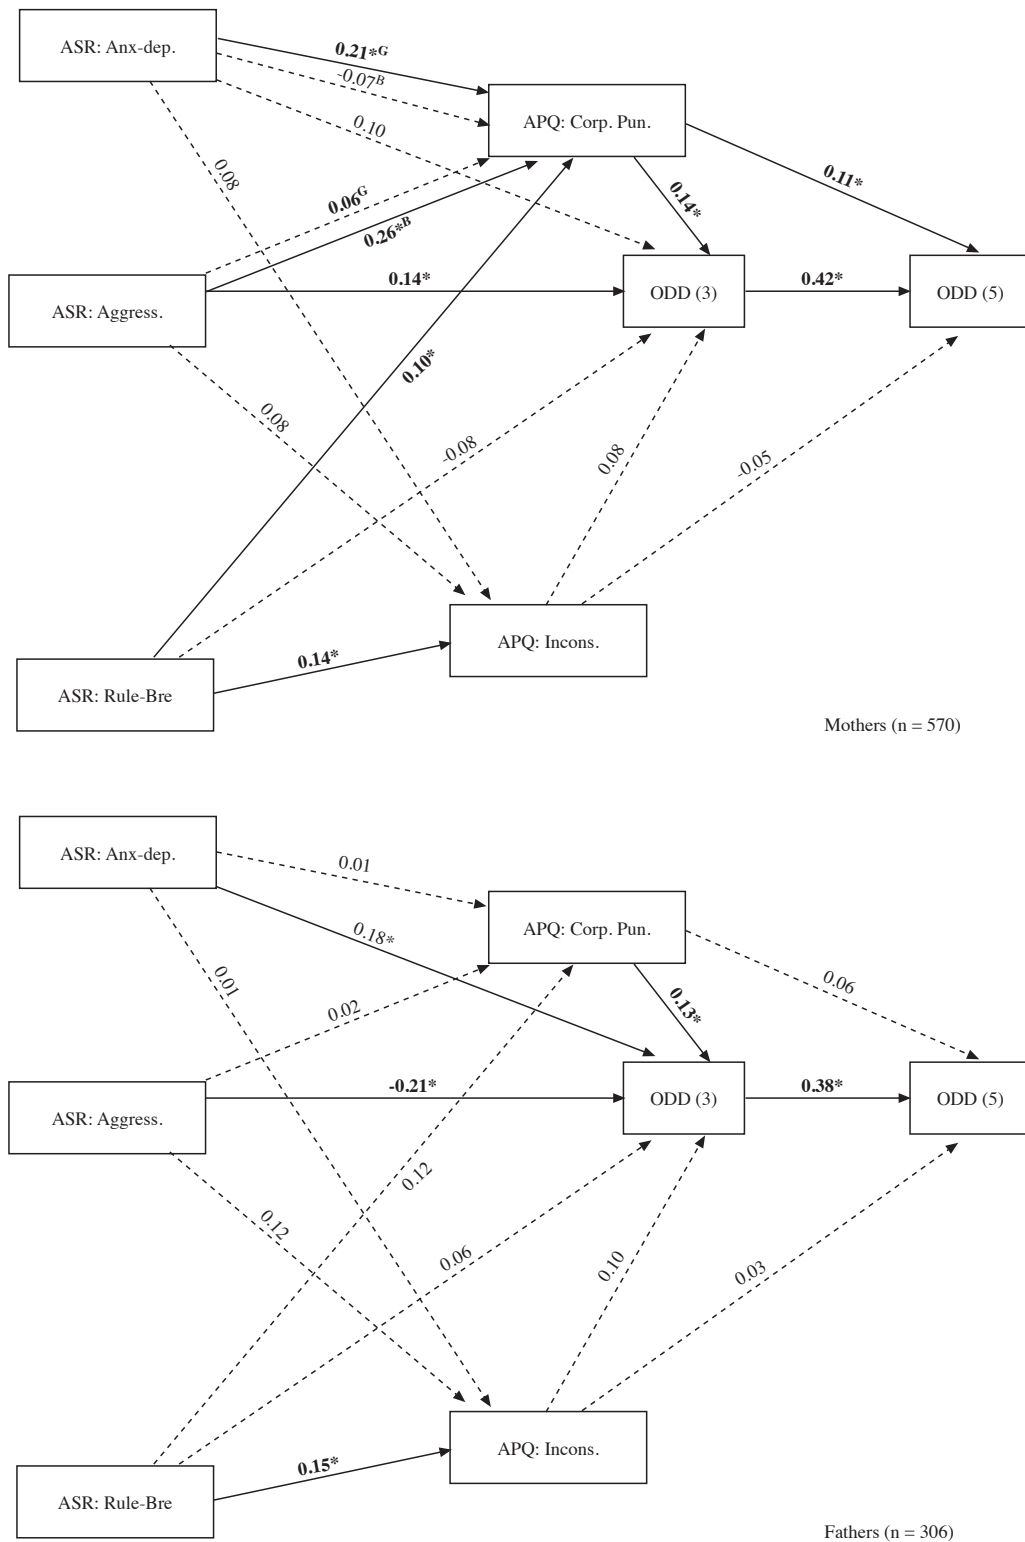 ASR: Anx-dep.
0.21*G
-0.07B
0.10
APQ: Corp. Pun.
0.08
0.06G
0.26*B
0.14*
0.11*
ASR: Aggress.
0.14*
ODD (3)
0.42*
ODD (5)
0.10*
0.08
-0.08
0.08
-0.05
APQ: Incons.
0.14*
ASR: Rule-Bre
Mothers (n = 570)
ASR: Anx-dep.
0.01
0.18*
APQ: Corp. Pun.
0.01
0.02
0.13*
0.06
ASR: Aggress.
-0.21*
ODD (3)
0.38*
ODD (5)
0.12
0.12
0.06
0.10
0.03
APQ: Incons.
0.15*
ASR: Rule-Bre
Fathers (n = 306)